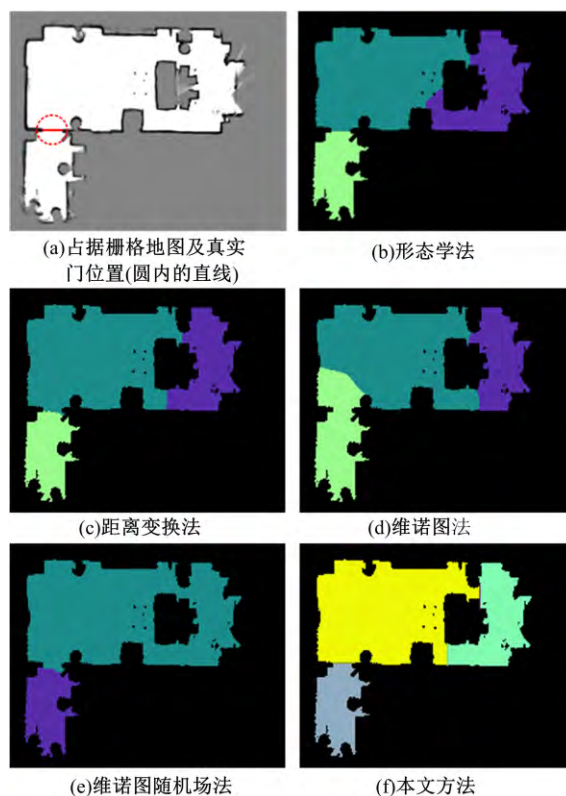 (a)占据栅格地图及真实
门位置(圆内的直线)
(b)形态学法
(c)距离变换法
(d)维诺图法
(e)维诺图随机场法
(f)本文方法